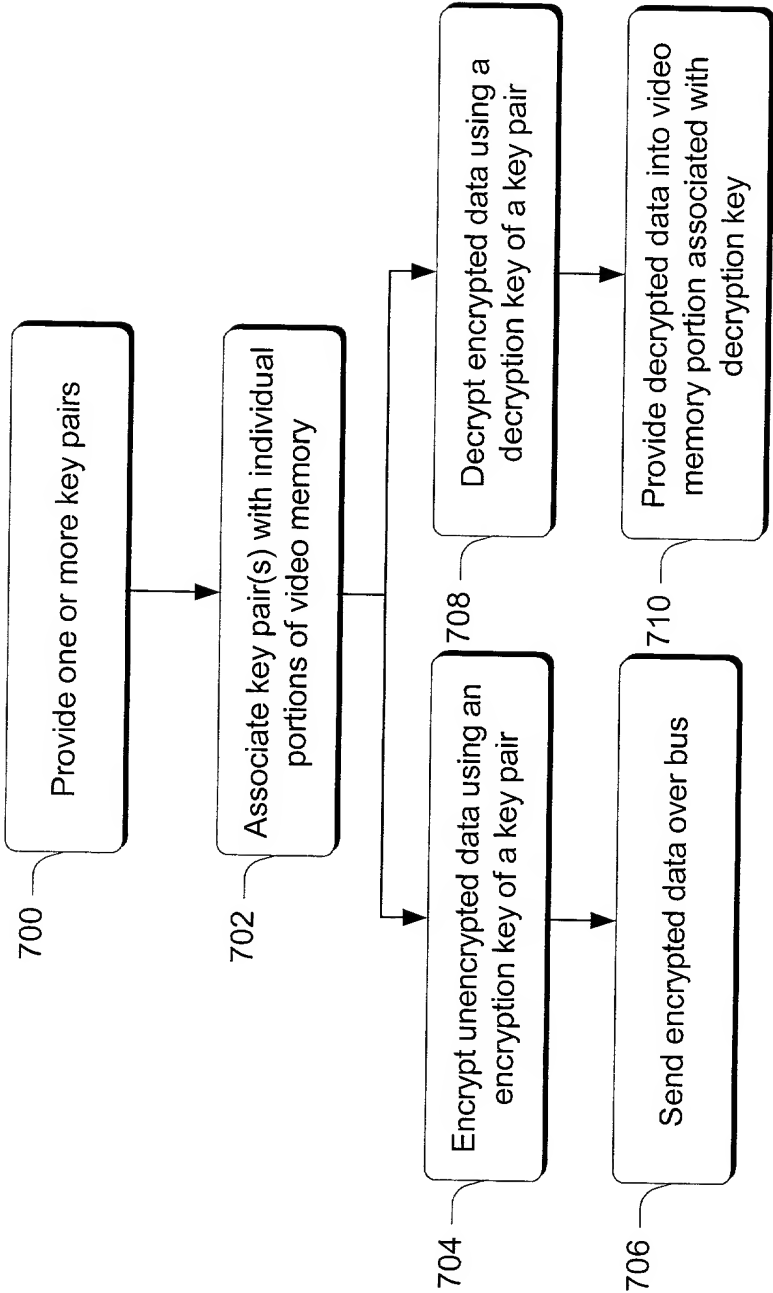 700
Provide one or more key pairs
702
Associate key pair(s) with individual
portions of video memory
704
Encrypt unencrypted data using an
encryption key of a key pair
706
Send encrypted data over bus
708
Decrypt encrypted data using a
decryption key of a key pair
710
Provide decrypted data into video
memory portion associated with
decryption key